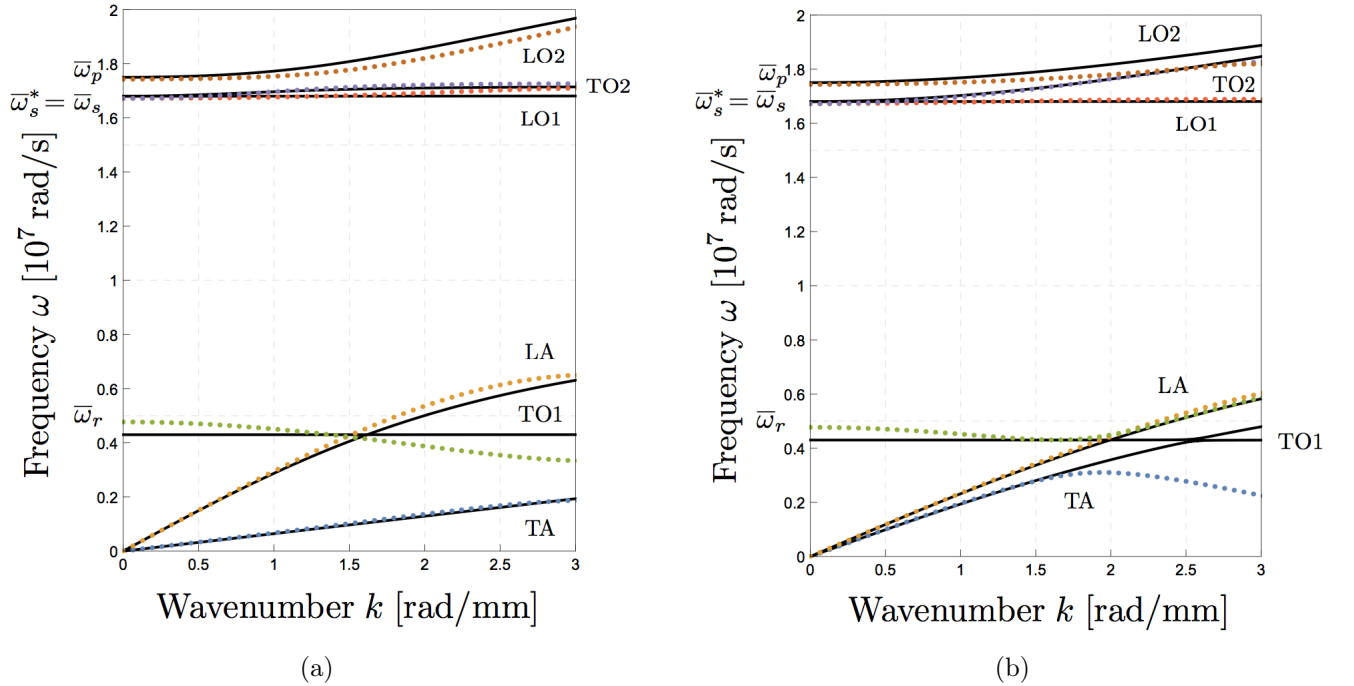 2
1.8
1.6
1.4
1.2
1
0.8
0.6
0.4
0.2
0
ω̅p
ω̅s* = ω̅s
ω̅r
LO2
TO2
LO1
LA
TO1
TA
0 0.5 1 1.5 2 2.5 3
Frequency ω [10⁷ rad/s]
Wavenumber k [rad/mm]
(a)
2
1.8
1.6
1.4
1.2
1
0.8
0.6
0.4
0.2
0
ω̅p
ω̅s* = ω̅s
ω̅r
LO2
TO2
LO1
LA
TO1
TA
0 0.5 1 1.5 2 2.5 3
Frequency ω [10⁷ rad/s]
Wavenumber k [rad/mm]
(b)